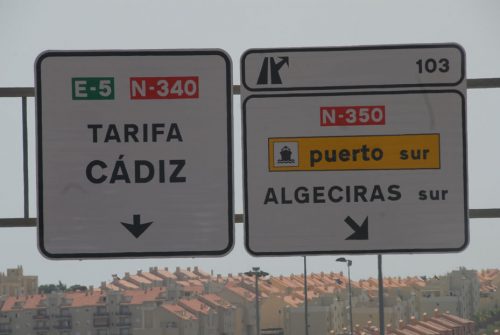 E-5 N-340
TARIFA
CÁDIZ
103
N-350
puerto sur
ALGECIRAS sur